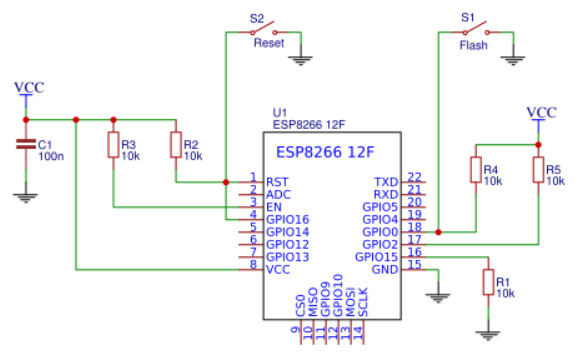 S2
Reset
S1
Flash
VCC
C1
100n
R3
10k
R2
10k
U1
ESP8266 12F
ESP8266 12F
VCC
R4
10k
R5
10k
1 RST
2 ADC
3 EN
4 GPIO16
5 GPIO14
6 GPIO12
7 GPIO13
8 VCC
TXD 22
RXD 21
GPIO5 20
GPIO4 19
GPIO0 18
GPIO2 17
GPIO15 16
GND 15
R1
10k
CS0 9
MISO 10
GPIO9 11
GPIO10 12
MOSI 13
SCLK 14